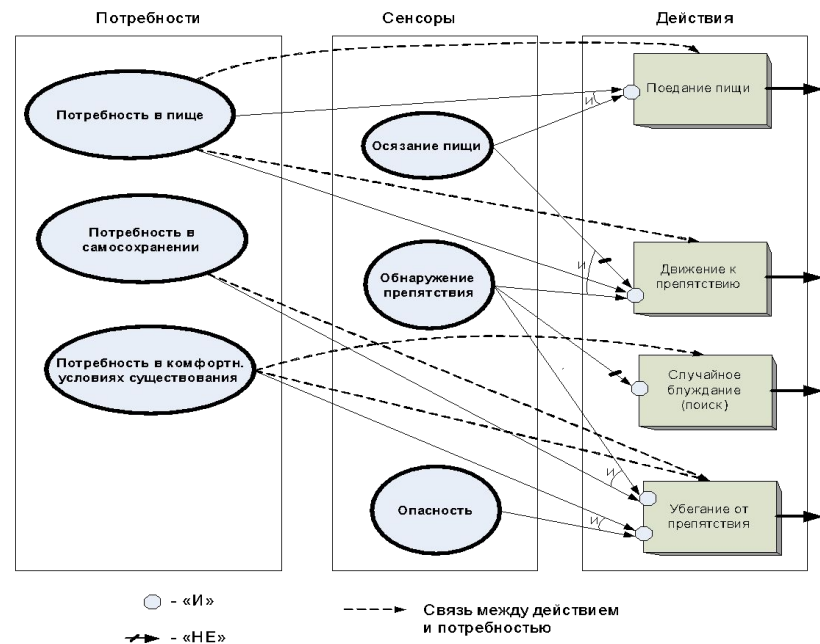 Потребности
Сенсоры
Действия
Потребность в пище
Потребность в
самосохранении
Потребность в комфортн.
условиях существования
Осязание пищи
Обнаружение
препятствия
Опасность
Поедание пищи
Движение к
препятствию
Случайное
блуждание
(поиск)
Убегание от
препятствия
И
И
И
И
- «И»
- «НЕ»
Связь между действием
и потребностью